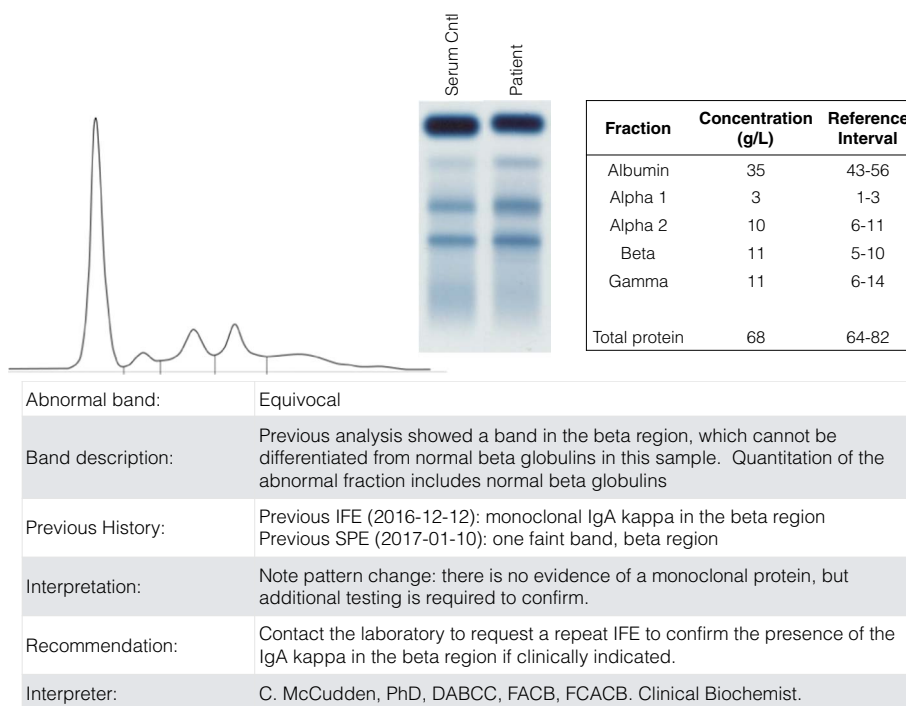 Serum Cntl
Patient
Fraction Concentration (g/L) Reference Interval
Albumin 35 43-56
Alpha 1 3 1-3
Alpha 2 10 6-11
Beta 11 5-10
Gamma 11 6-14
Total protein 68 64-82
Abnormal band: Equivocal
Band description: Previous analysis showed a band in the beta region, which cannot be
differentiated from normal beta globulins in this sample. Quantitation of the
abnormal fraction includes normal beta globulins
Previous History: Previous IFE (2016-12-12): monoclonal IgA kappa in the beta region
Previous SPE (2017-01-10): one faint band, beta region
Interpretation: Note pattern change: there is no evidence of a monoclonal protein, but
additional testing is required to confirm.
Recommendation: Contact the laboratory to request a repeat IFE to confirm the presence of the
IgA kappa in the beta region if clinically indicated.
Interpreter: C. McCudden, PhD, DABCC, FACB, FCACB. Clinical Biochemist.